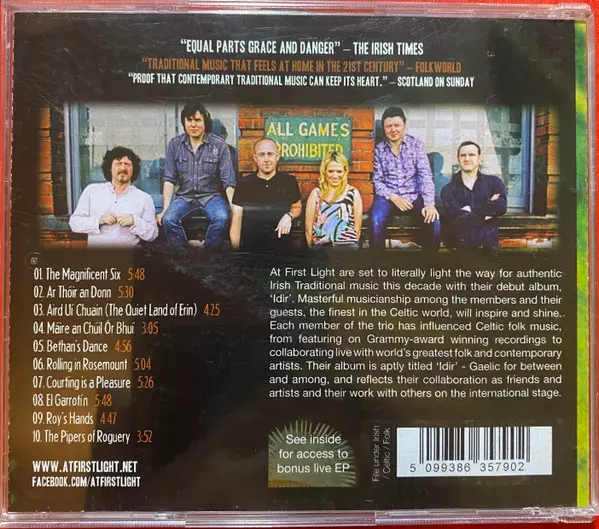 “EQUAL PARTS GRACE AND DANGER” – THE IRISH TIMES
“TRADITIONAL MUSIC THAT FEELS AT HOME IN THE 21ST CENTURY” – FOLKWORLD
“PROOF THAT CONTEMPORARY TRADITIONAL MUSIC CAN KEEP ITS HEART.” – SCOTLAND ON SUNDAY
ALL GAMES
PROHIBITED
01. The Magnificent Six 5:48
02. Ar Thóir an Donn 5:30
03. Aird Uí Chuain (The Quiet Land of Erin) 4:25
04. Máire an Chúil Ór Bhuí 3:05
05. Bethan's Dance 4:56
06. Rolling in Rosemount 5:04
07. Courting is a Pleasure 5:26
08. El Garrotín 5:48
09. Roy's Hands 4:47
10. The Pipers of Roguery 3:52
WWW.ATFIRSTLIGHT.NET
FACEBOOK.COM/ATFIRSTLIGHT
At First Light are set to literally light the way for authentic
Irish Traditional music this decade with their debut album,
'Idir'. Masterful musicianship among the members and their
guests, the finest in the Celtic world, will inspire and shine.
Each member of the trio has influenced Celtic folk music,
from featuring on Grammy-award winning recordings to
collaborating live with world's greatest folk and contemporary
artists. Their album is aptly titled 'Idir' - Gaelic for between
and among, and reflects their collaboration as friends and
artists and their work with others on the international stage.
See inside
for access to
bonus live EP
File under Irish
/ Celtic / Folk
5 099386 357902